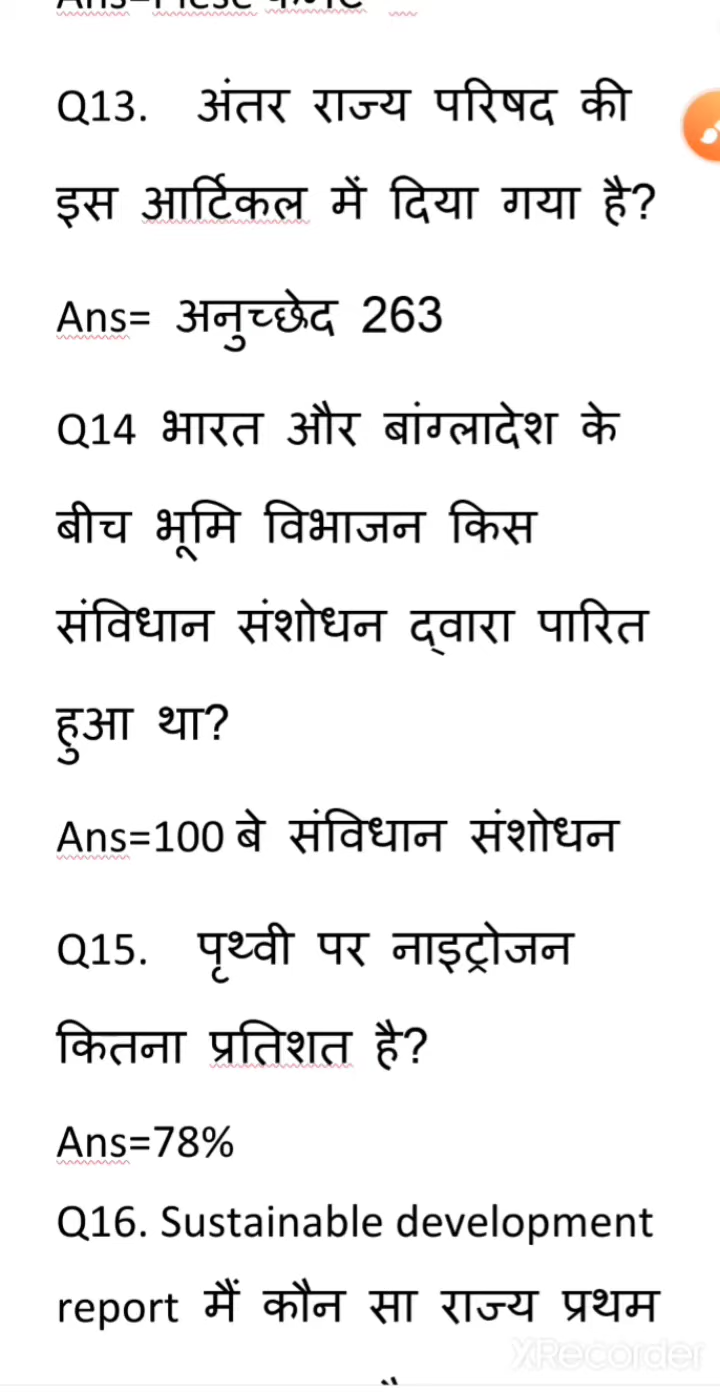 Q13. अंतर राज्य परिषद की
इस आर्टिकल में दिया गया है?
Ans= अनुच्छेद 263
Q14 भारत और बांग्लादेश के
बीच भूमि विभाजन किस
संविधान संशोधन द्वारा पारित
हुआ था?
Ans=100 बे संविधान संशोधन
Q15. पृथ्वी पर नाइट्रोजन
कितना प्रतिशत है?
Ans=78%
Q16. Sustainable development
report मैं कौन सा राज्य प्रथम
XRecorder